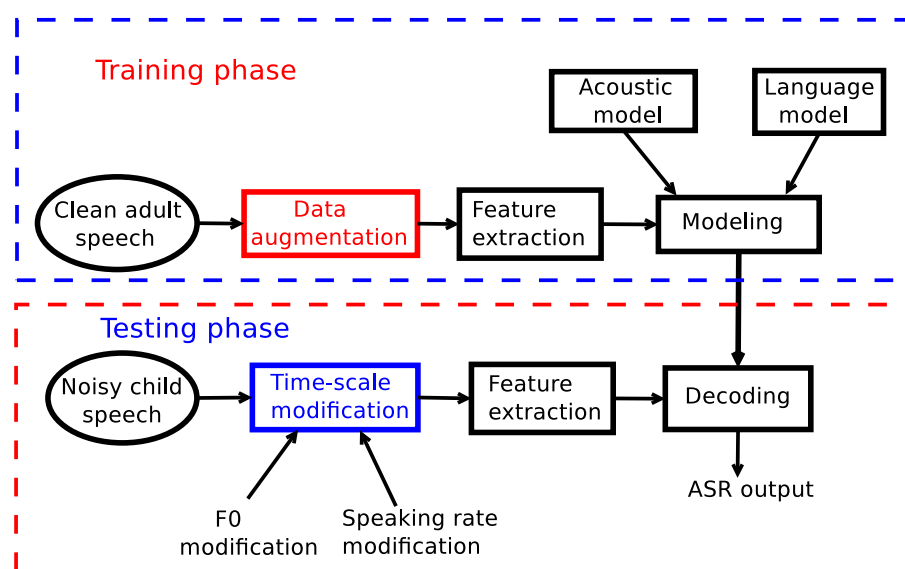 Training phase
Acoustic
model
Language
model
Clean adult
speech
Data
augmentation
Feature
extraction
Modeling
Testing phase
Noisy child
speech
Time-scale
modification
Feature
extraction
Decoding
F0
modification
Speaking rate
modification
ASR output